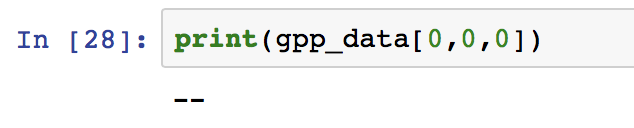 In [28]: print(gpp_data[0,0,0])
--